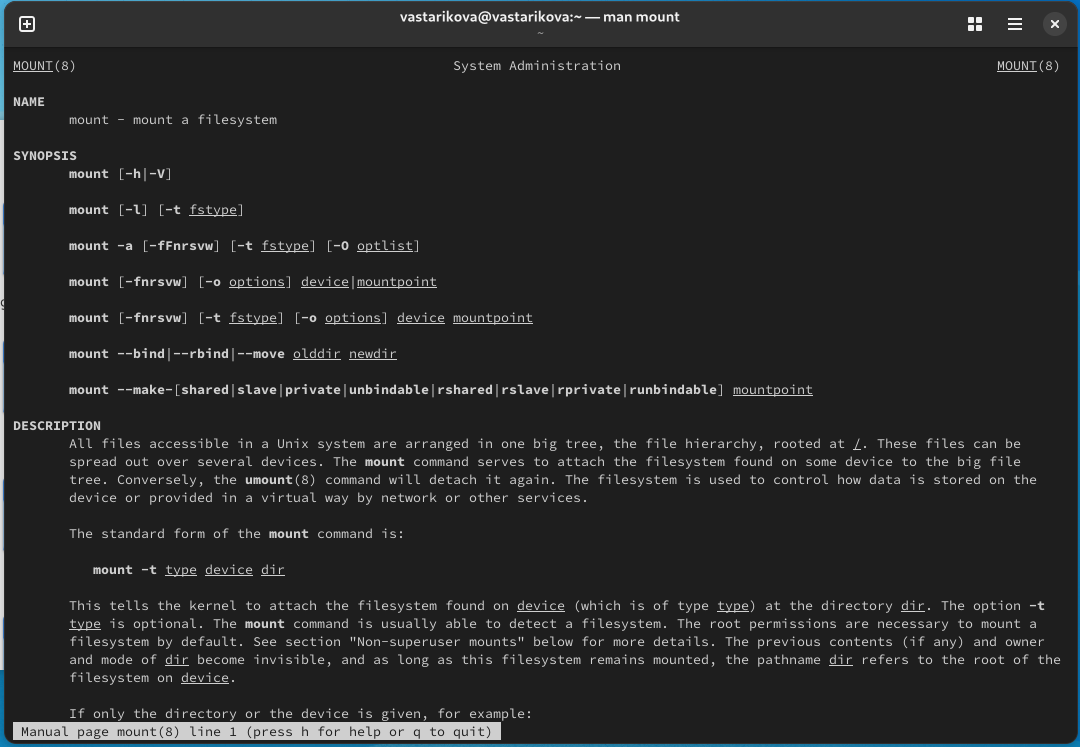 vastarikova@vastarikova:~ — man mount
~
MOUNT(8) System Administration MOUNT(8)
NAME
mount - mount a filesystem
SYNOPSIS
mount [-h|-V]
mount [-l] [-t fstype]
mount -a [-fFnrsvw] [-t fstype] [-O optlist]
mount [-fnrsvw] [-o options] device|mountpoint
mount [-fnrsvw] [-t fstype] [-o options] device mountpoint
mount --bind|--rbind|--move olddir newdir
mount --make-[shared|slave|private|unbindable|rshared|rslave|rprivate|runbindable] mountpoint
DESCRIPTION
All files accessible in a Unix system are arranged in one big tree, the file hierarchy, rooted at /. These files can be
spread out over several devices. The mount command serves to attach the filesystem found on some device to the big file
tree. Conversely, the umount(8) command will detach it again. The filesystem is used to control how data is stored on the
device or provided in a virtual way by network or other services.
The standard form of the mount command is:
mount -t type device dir
This tells the kernel to attach the filesystem found on device (which is of type type) at the directory dir. The option -t
type is optional. The mount command is usually able to detect a filesystem. The root permissions are necessary to mount a
filesystem by default. See section "Non-superuser mounts" below for more details. The previous contents (if any) and owner
and mode of dir become invisible, and as long as this filesystem remains mounted, the pathname dir refers to the root of the
filesystem on device.
If only the directory or the device is given, for example:
Manual page mount(8) line 1 (press h for help or q to quit)